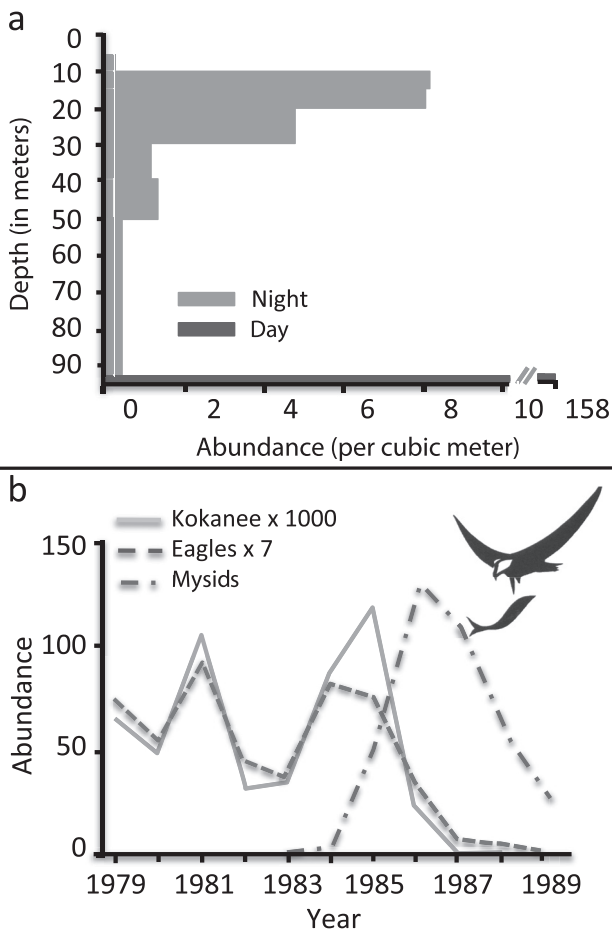 a
0
10
20
30
40
50
60
70
80
90
Depth (in meters)
Night
Day
0 2 4 6 8 10 158
Abundance (per cubic meter)
b
Kokanee x 1000
Eagles x 7
Mysids
150
100
50
0
Abundance
1979 1981 1983 1985 1987 1989
Year